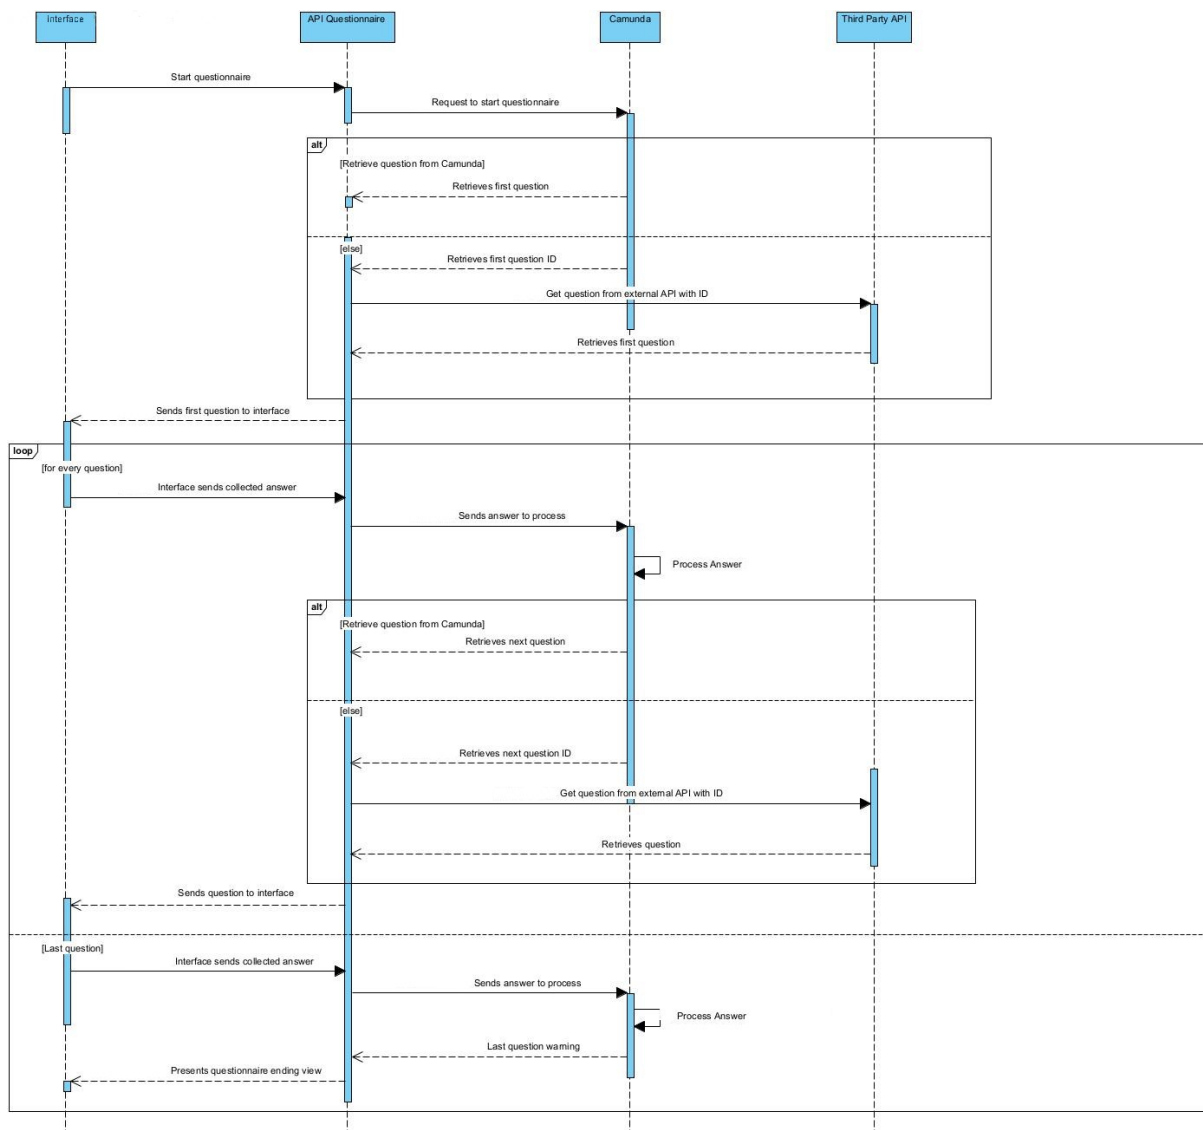 Interface
API Questionnaire
Camunda
Third Party API
Start questionnaire
Request to start questionnaire
alt
[Retrieve question from Camunda]
Retrieves first question
[else]
Retrieves first question ID
Get question from external API with ID
Retrieves first question
Sends first question to interface
loop
[for every question]
Interface sends collected answer
Sends answer to process
Process Answer
alt
[Retrieve question from Camunda]
Retrieves next question
[else]
Retrieves next question ID
Get question from external API with ID
Retrieves question
Sends question to interface
[Last question]
Interface sends collected answer
Sends answer to process
Process Answer
Last question warning
Presents questionnaire ending view